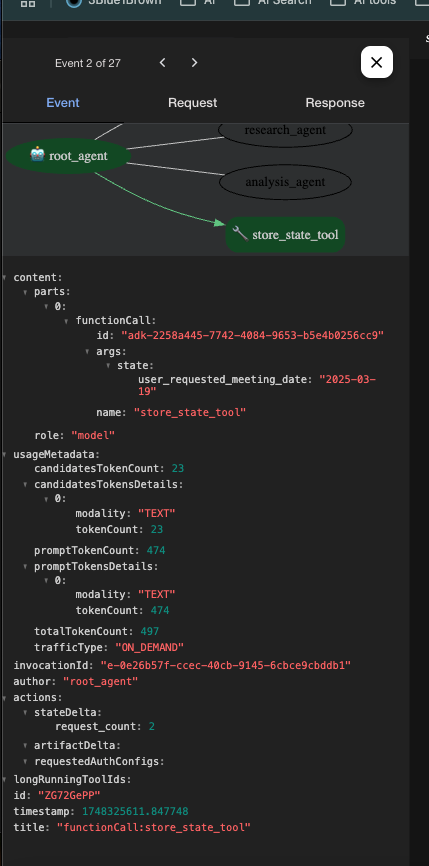 3Blue1Brown
AI
AI Search
AI tools
Event 2 of 27
Event
Request
Response
research_agent
root_agent
analysis_agent
store_state_tool
content:
parts:
0:
functionCall:
id: "adk-2258a445-7742-4084-9653-b5e4b0256cc9"
args:
state:
user_requested_meeting_date: "2025-03-
19"
name: "store_state_tool"
role: "model"
usageMetadata:
candidatesTokenCount: 23
candidatesTokensDetails:
0:
modality: "TEXT"
tokenCount: 23
promptTokenCount: 474
promptTokensDetails:
0:
modality: "TEXT"
tokenCount: 474
totalTokenCount: 497
trafficType: "ON_DEMAND"
invocationId: "e-0e26b57f-ccec-40cb-9145-6cbce9cbddb1"
author: "root_agent"
actions:
stateDelta:
request_count: 2
artifactDelta:
requestedAuthConfigs:
longRunningToolIds:
id: "ZG72GePP"
timestamp: 1748325611.847748
title: "functionCall:store_state_tool"